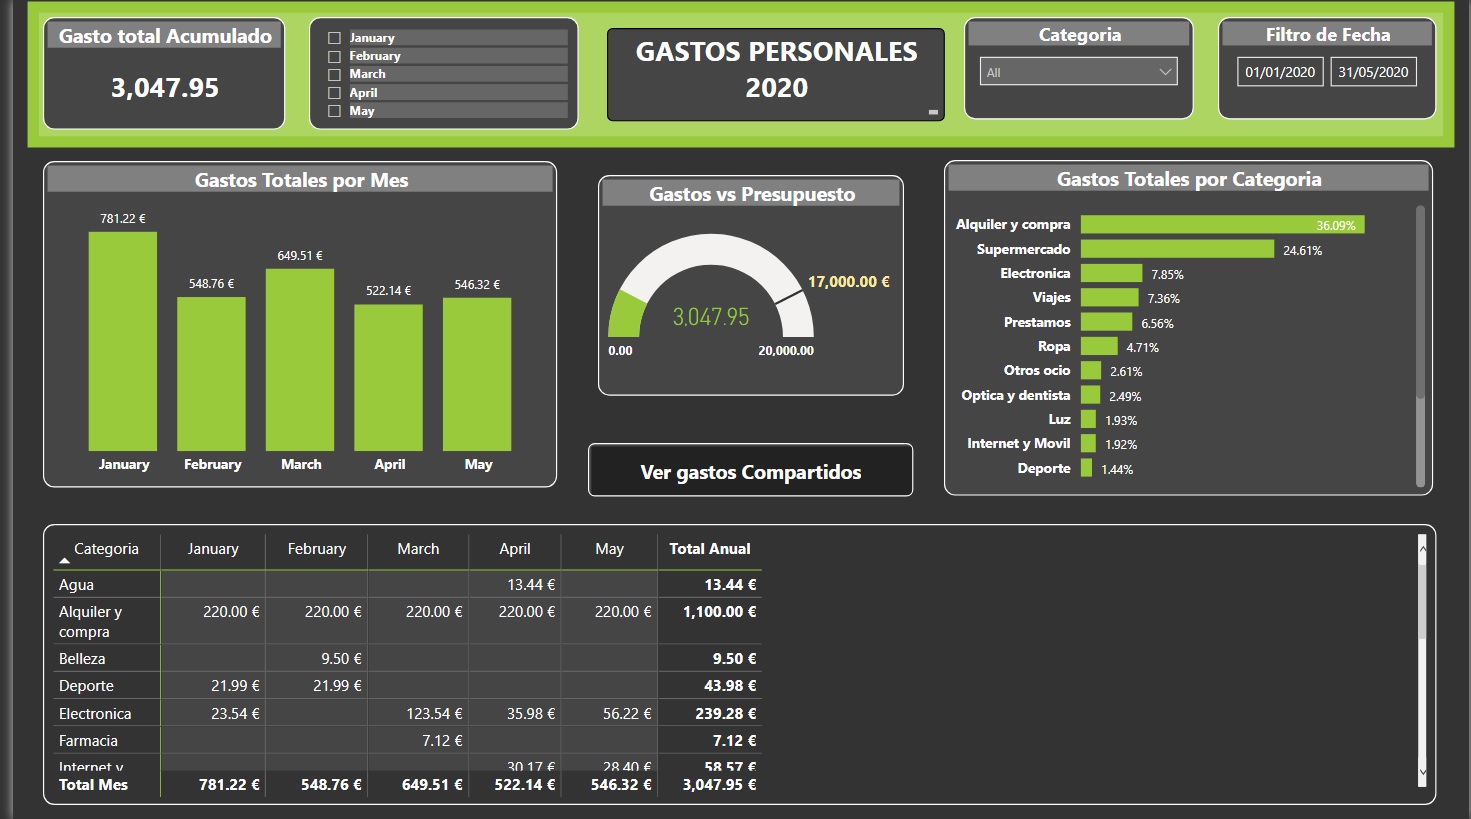 Gasto total Acumulado
3,047.95
January
February
March
April
May
GASTOS PERSONALES
2020
Categoria
All
Filtro de Fecha
01/01/2020 31/05/2020
Gastos Totales por Mes
781.22 €
548.76 €
649.51 €
522.14 €
546.32 €
January February March April May
Gastos vs Presupuesto
17,000.00 €
3,047.95
0.00 20,000.00
Ver gastos Compartidos
Gastos Totales por Categoria
Alquiler y compra 36.09%
Supermercado 24.61%
Electronica 7.85%
Viajes 7.36%
Prestamos 6.56%
Ropa 4.71%
Otros ocio 2.61%
Optica y dentista 2.49%
Luz 1.93%
Internet y Movil 1.92%
Deporte 1.44%
Categoria January February March April May Total Anual
Agua 13.44 € 13.44 €
Alquiler y compra 220.00 € 220.00 € 220.00 € 220.00 € 220.00 € 1,100.00 €
Belleza 9.50 € 9.50 €
Deporte 21.99 € 21.99 € 43.98 €
Electronica 23.54 € 123.54 € 35.98 € 56.22 € 239.28 €
Farmacia 7.12 € 7.12 €
Internet y 30.17 € 28.40 € 58.57 €
Total Mes 781.22 € 548.76 € 649.51 € 522.14 € 546.32 € 3,047.95 €